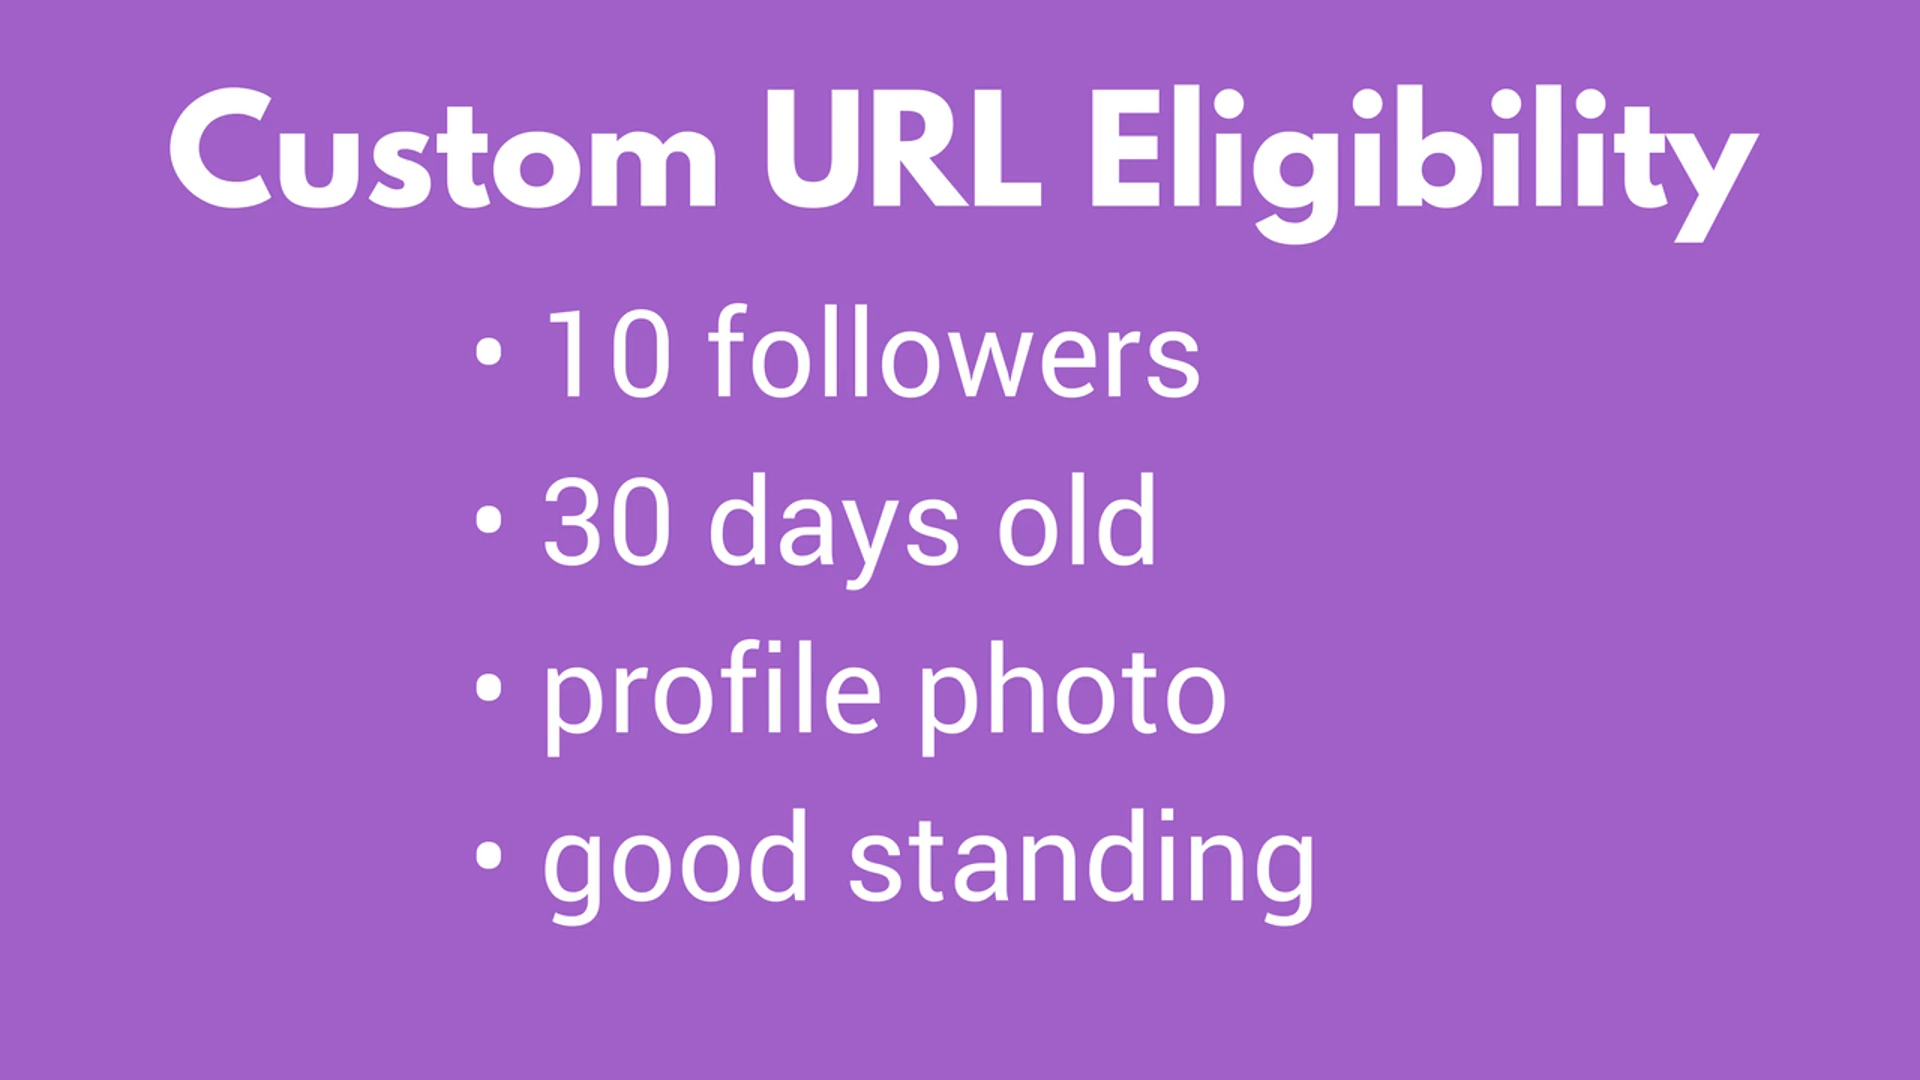 Custom URL Eligibility
• 10 followers
• 30 days old
• profile photo
• good standing